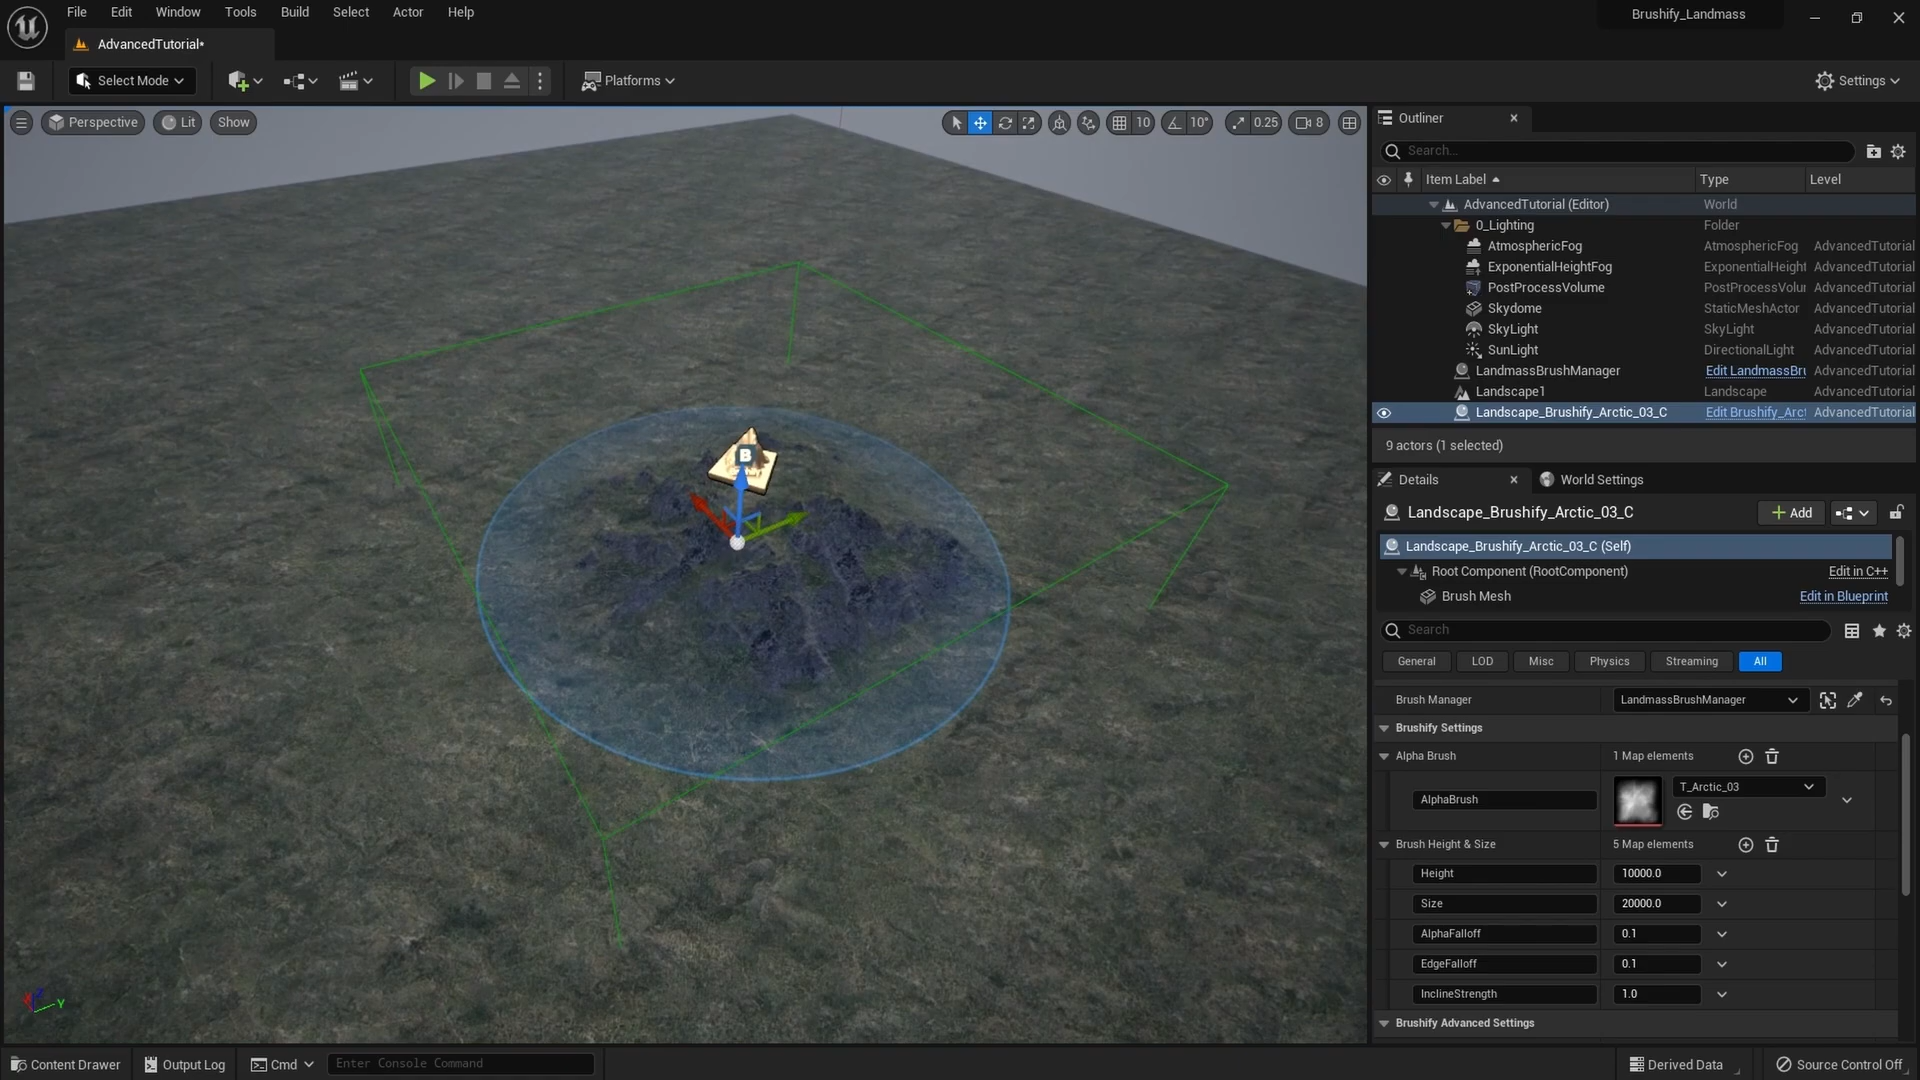 File Edit Window Tools Build Select Actor Help
Brushify_Landmass
AdvancedTutorial*
Select Mode
Platforms
Settings
Perspective Lit Show
10 10° 0.25 8
Outliner
Search...
Item Label Type Level
AdvancedTutorial (Editor) World
0_Lighting Folder
AtmosphericFog AtmosphericFog AdvancedTutorial
ExponentialHeightFog ExponentialHeight AdvancedTutorial
PostProcessVolume PostProcessVolu AdvancedTutorial
Skydome StaticMeshActor AdvancedTutorial
SkyLight SkyLight AdvancedTutorial
SunLight DirectionalLight AdvancedTutorial
LandmassBrushManager Edit LandmassBru AdvancedTutorial
Landscape1 Landscape AdvancedTutorial
Landscape_Brushify_Arctic_03_C Edit Brushify_Arct AdvancedTutorial
9 actors (1 selected)
Details World Settings
Landscape_Brushify_Arctic_03_C Add
Landscape_Brushify_Arctic_03_C (Self)
Root Component (RootComponent) Edit in C++
Brush Mesh Edit in Blueprint
Search
General LOD Misc Physics Streaming All
Brush Manager LandmassBrushManager
Brushify Settings
Alpha Brush 1 Map elements
AlphaBrush T_Arctic_03
Brush Height & Size 5 Map elements
Height 10000.0
Size 20000.0
AlphaFalloff 0.1
EdgeFalloff 0.1
InclineStrength 1.0
Brushify Advanced Settings
B
X Z Y
Content Drawer Output Log Cmd Enter Console Command
Derived Data Source Control Off